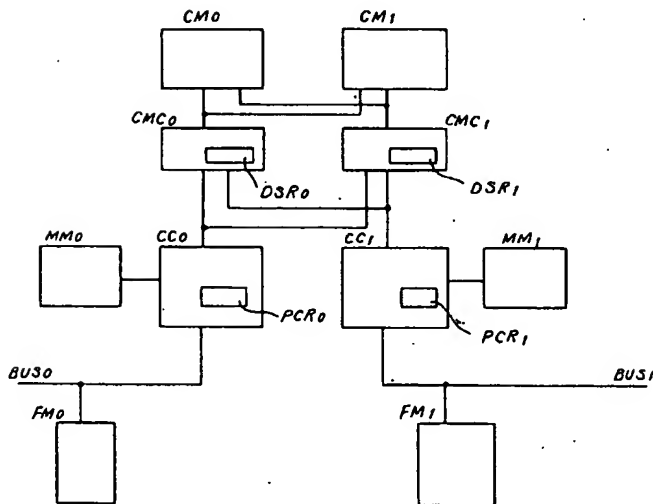 CM0 CM1
CMC0 CMC1
DSR0 DSR1
MM0 CC0 CC1 MM1
PCR0 PCR1
BUS0 BUS1
FM0 FM1